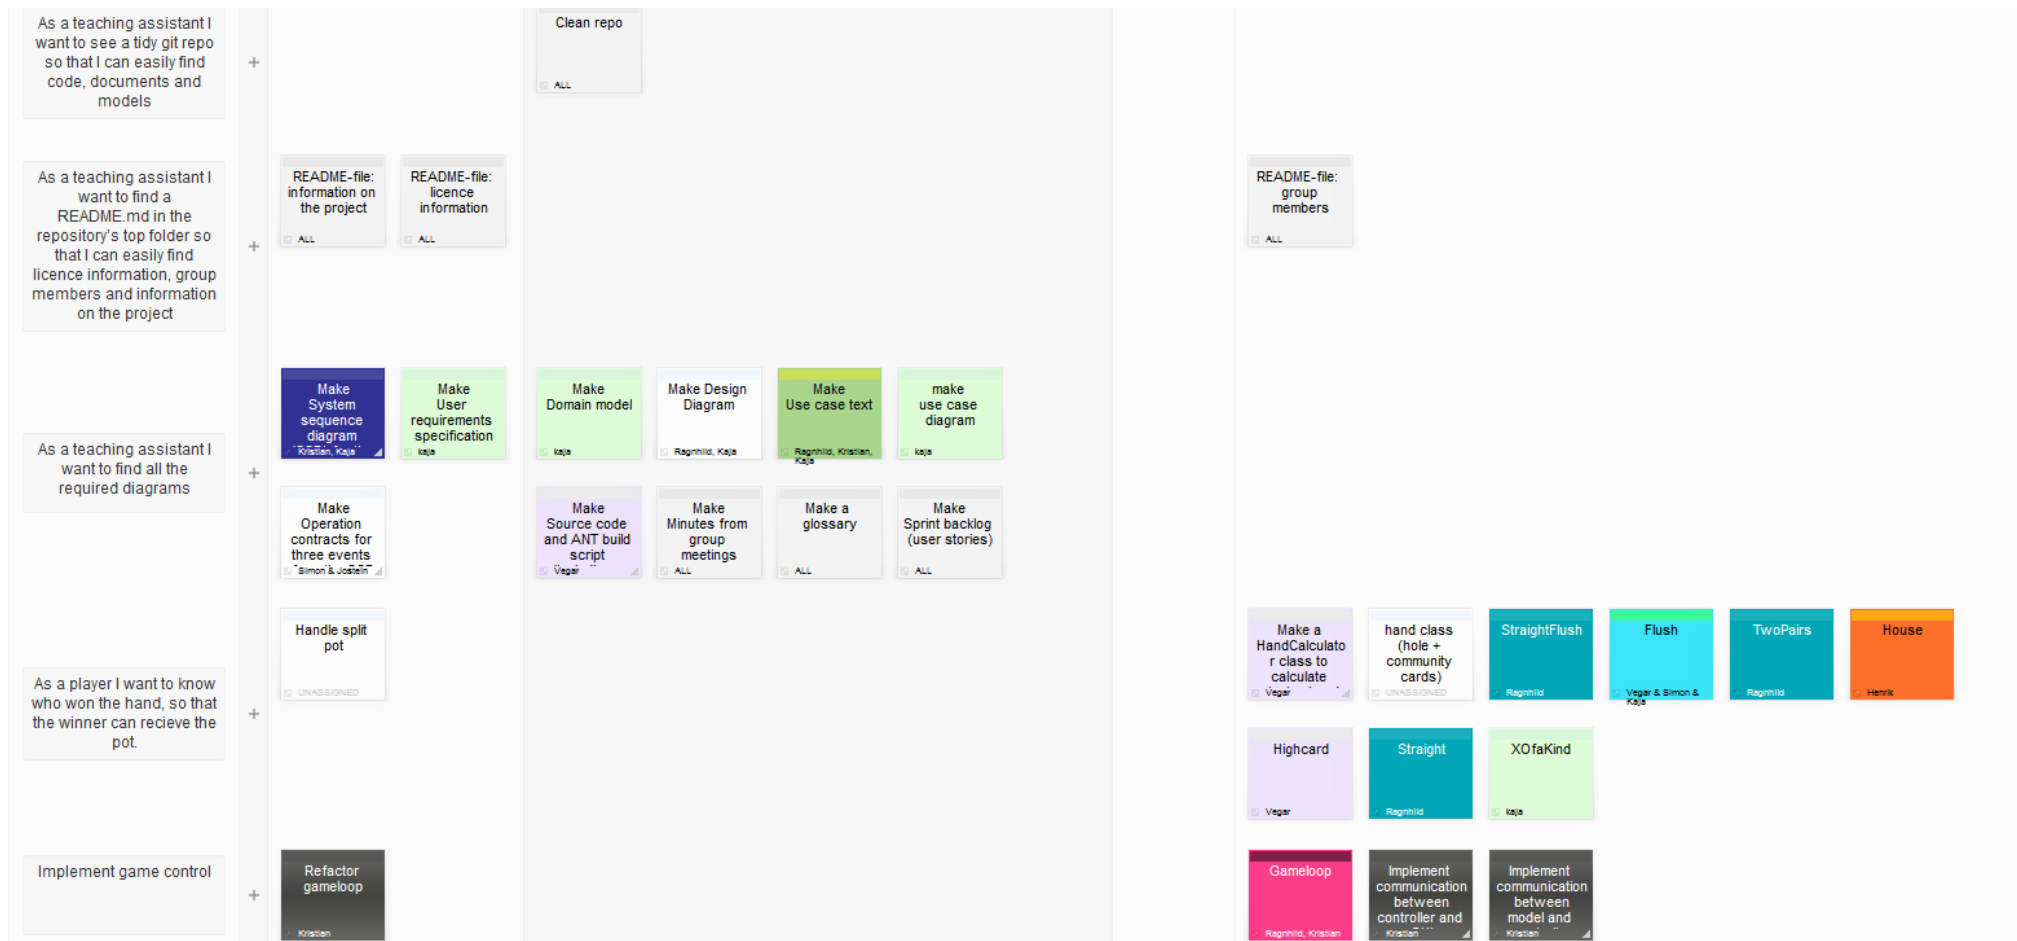 As a teaching assistant I
want to see a tidy git repo
so that I can easily find
code, documents and
models
+
Clean repo
ALL
As a teaching assistant I
want to find a
README.md in the
repository's top folder so
that I can easily find
licence information, group
members and information
on the project
+
README-file:
information on
the project
ALL
README-file:
licence
information
ALL
README-file:
group
members
ALL
As a teaching assistant I
want to find all the
required diagrams
+
Make
System
sequence
diagram
Kristian, Kaja
Make
User
requirements
specification
kaja
Make
Domain model
kaja
Make Design
Diagram
Ragnhild, Kaja
Make
Use case text
Ragnhild, Kristian,
Kaja
make
use case
diagram
kaja
Make
Operation
contracts for
three events
Simon & Jostein
Make
Source code
and ANT build
script
Vegar
Make
Minutes from
group
meetings
ALL
Make a
glossary
ALL
Make
Sprint backlog
(user stories)
ALL
As a player I want to know
who won the hand, so that
the winner can recieve the
pot.
+
Handle split
pot
UNASSIGNED
Make a
HandCalculato
r class to
calculate
Vegar
hand class
(hole +
community
cards)
UNASSIGNED
StraightFlush
Ragnhild
Flush
Vegar & Simon &
Kaja
TwoPairs
Ragnhild
House
Henrik
Highcard
Vegar
Straight
Ragnhild
XOfaKind
kaja
Implement game control
+
Refactor
gameloop
Kristian
Gameloop
Ragnhild, Kristian
Implement
communication
between
controller and
Kristian
Implement
communication
between
model and
Kristian